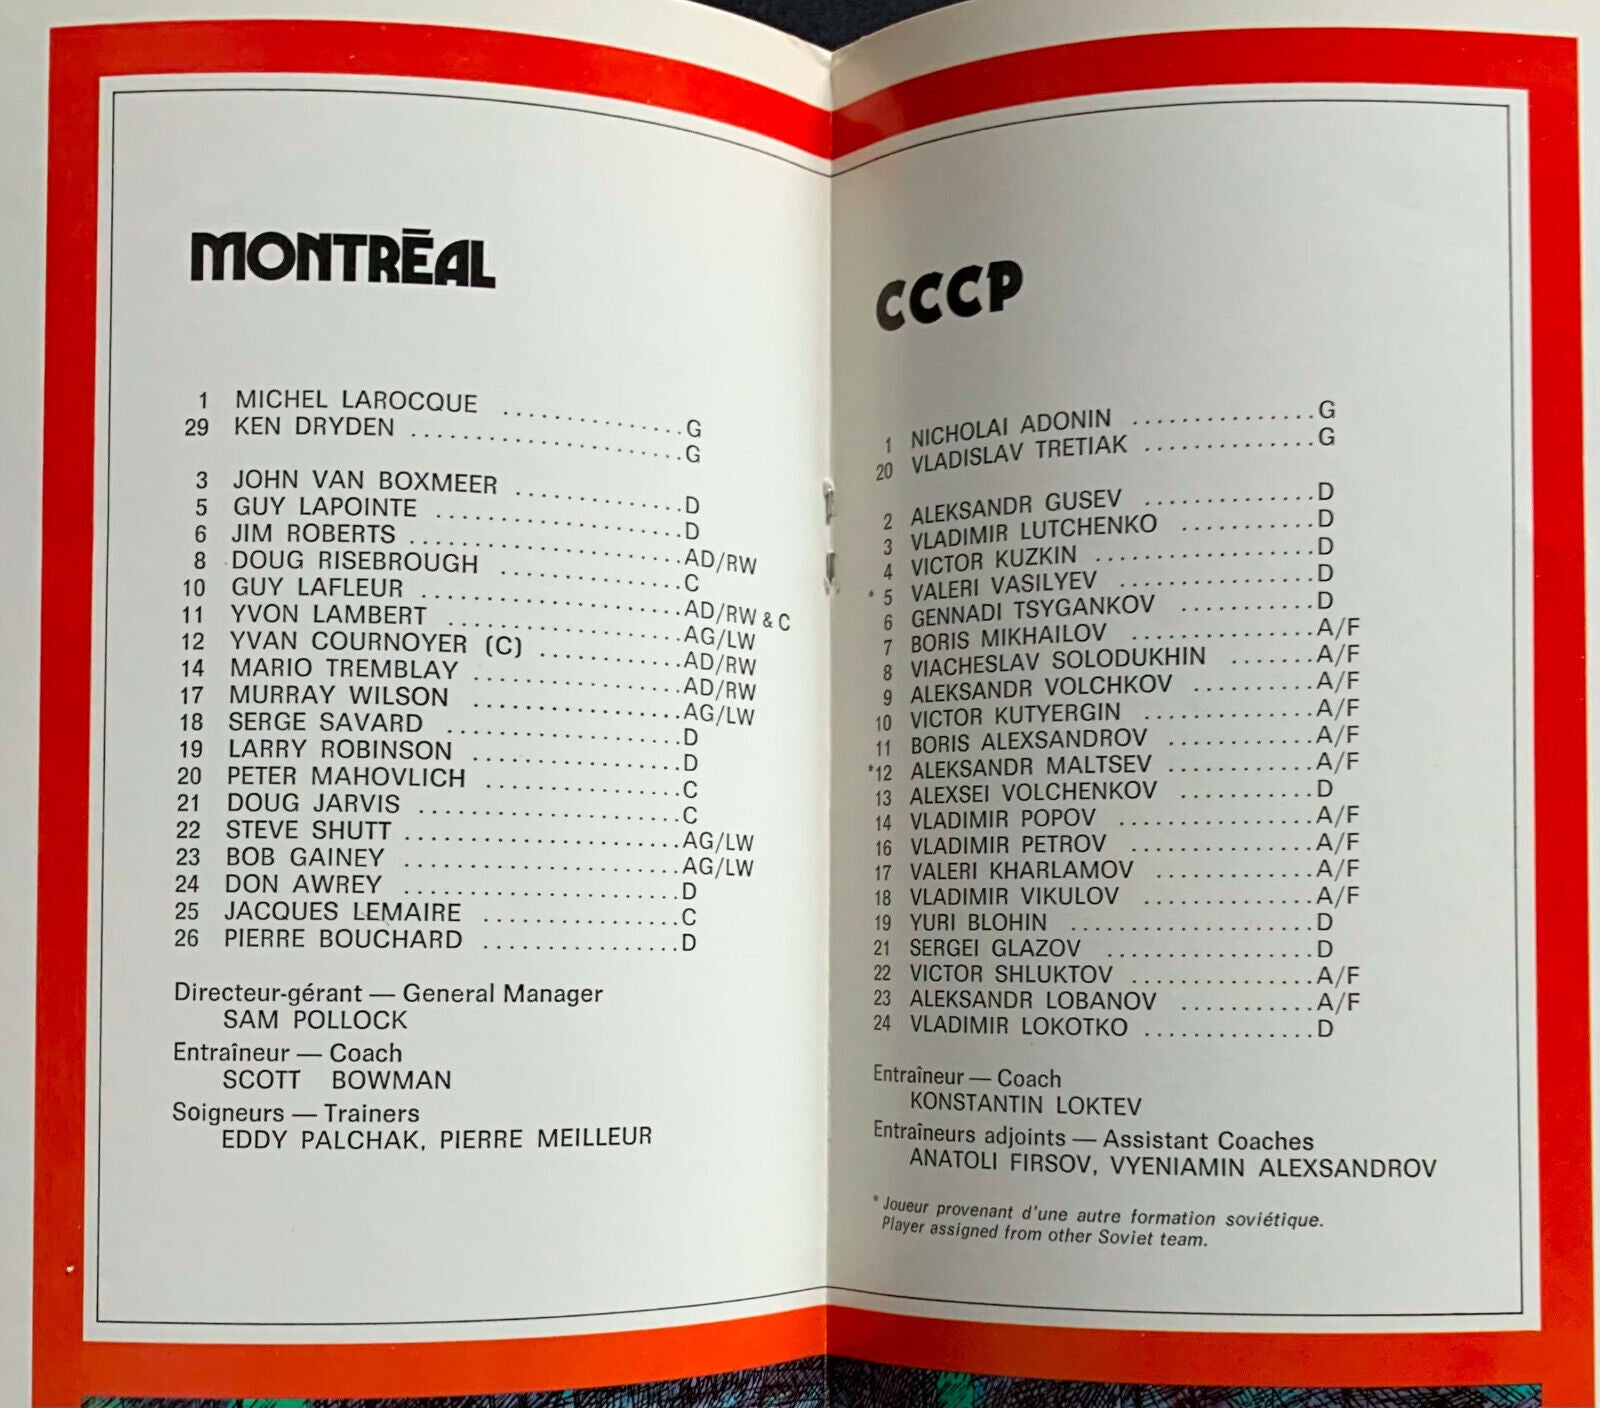 MONTRÉAL
1 MICHEL LAROCQUE ..............G
29 KEN DRYDEN .....................G
3 JOHN VAN BOXMEER .............D
5 GUY LAPOINTE ...................D
6 JIM ROBERTS .....................AD/RW
8 DOUG RISEBROUGH ..............C
10 GUY LAFLEUR ....................AD/RW & C
11 YVON LAMBERT ..................AG/LW
12 YVAN COURNOYER (C) ...........AD/RW
14 MARIO TREMBLAY ................AD/RW
17 MURRAY WILSON ................AG/LW
18 SERGE SAVARD ..................D
19 LARRY ROBINSON ................D
20 PETER MAHOVLICH ...............C
21 DOUG JARVIS ....................C
22 STEVE SHUTT .....................AG/LW
23 BOB GAINEY .....................AG/LW
24 DON AWREY .....................D
25 JACQUES LEMAIRE ...............C
26 PIERRE BOUCHARD ...............D
Directeur-gérant — General Manager
SAM POLLOCK
Entraîneur — Coach
SCOTT BOWMAN
Soigneurs — Trainers
EDDY PALCHAK, PIERRE MEILLEUR
CCCP
1 NICHOLAI ADONIN ..............G
20 VLADISLAV TRETIAK .............G
2 ALEKSANDR GUSEV .............D
3 VLADIMIR LUTCHENKO ..........D
4 VICTOR KUZKIN .................D
* 5 VALERI VASILYEV ...............D
6 GENNADI TSYGANKOV ..........D
7 BORIS MIKHAILOV ..............A/F
8 VIACHESLAV SOLODUKHIN .......A/F
9 ALEKSANDR VOLCHKOV ..........A/F
10 VICTOR KUTYERGIN .............A/F
11 BORIS ALEXSANDROV ...........A/F
*12 ALEKSANDR MALTSEV ...........A/F
13 ALEXSEI VOLCHENKOV ..........D
14 VLADIMIR POPOV ...............A/F
16 VLADIMIR PETROV ..............A/F
17 VALERI KHARLAMOV ............A/F
18 VLADIMIR VIKULOV .............A/F
19 YURI BLOHIN ...................D
21 SERGEI GLAZOV ................D
22 VICTOR SHLUKTOV ..............A/F
23 ALEKSANDR LOBANOV ..........A/F
24 VLADIMIR LOKOTKO .............D
Entraîneur — Coach
KONSTANTIN LOKTEV
Entraîneurs adjoints — Assistant Coaches
ANATOLI FIRSOV, VYENIAMIN ALEXSANDROV
* Joueur provenant d'une autre formation soviétique.
Player assigned from other Soviet team.